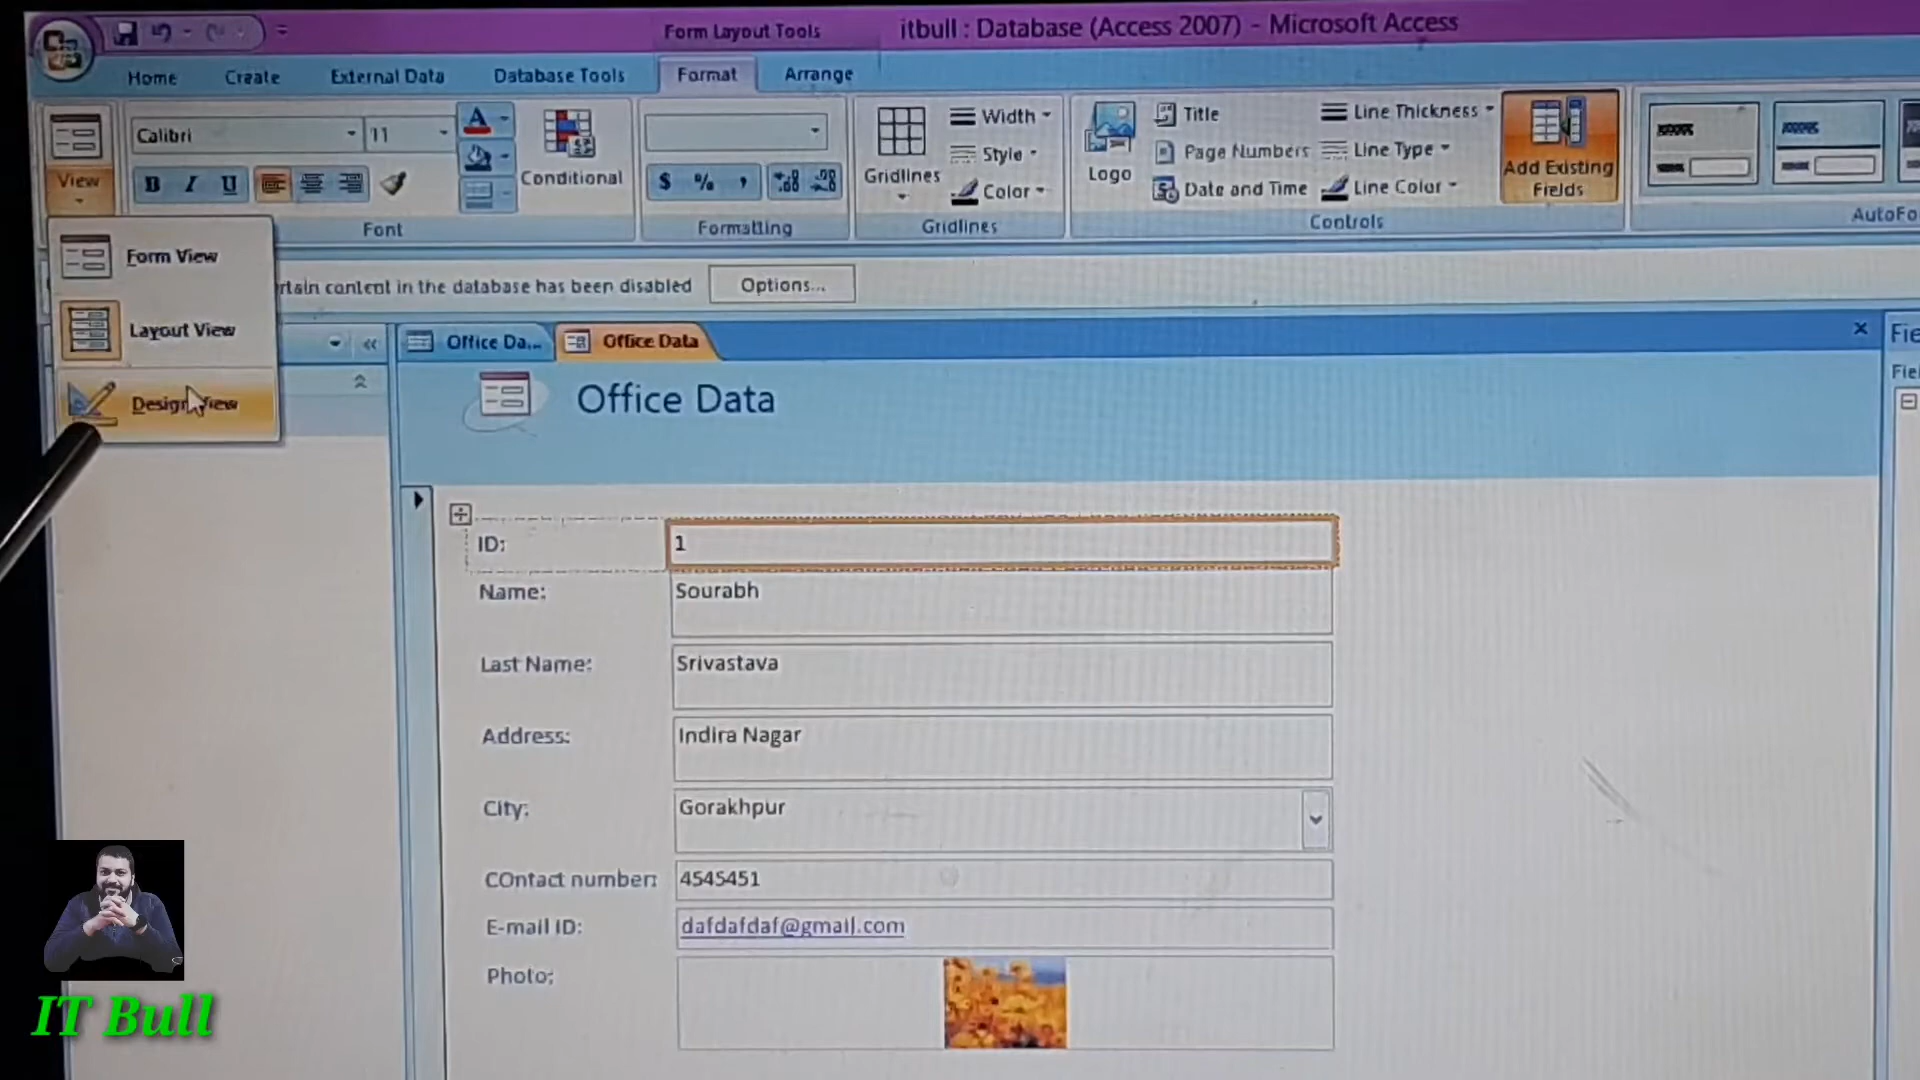 Form Layout Tools
itbull : Database (Access 2007) - Microsoft Access
Home
Create
External Data
Database Tools
Format
Arrange
View
Calibri
11
B I U
Conditional
Font
$ % ,
Formatting
Gridlines
Width
Style
Color
Gridlines
Logo
Title
Page Numbers
Date and Time
Line Thickness
Line Type
Line Color
Controls
Add Existing
Fields
AutoFo
Form View
Layout View
Design View
rtain content in the database has been disabled
Options...
Office Da...
Office Data
Fie
Fie
Office Data
ID: 1
Name: Sourabh
Last Name: Srivastava
Address: Indira Nagar
City: Gorakhpur
COntact number: 4545451
E-mail ID: dafdafdaf@gmail.com
Photo:
IT Bull